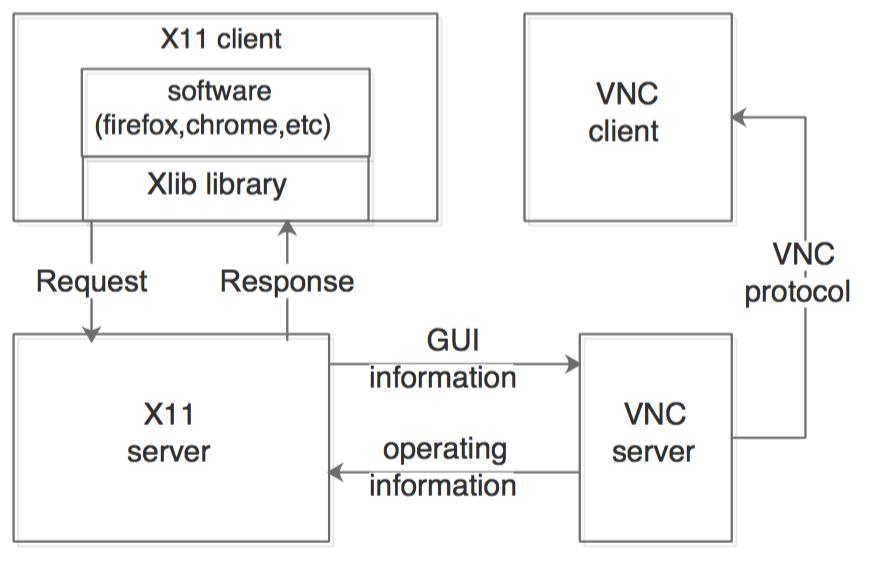 X11 client
software
(firefox,chrome,etc)
Xlib library
VNC
client
Request
Response
VNC
protocol
X11
server
GUI
information
operating
information
VNC
server